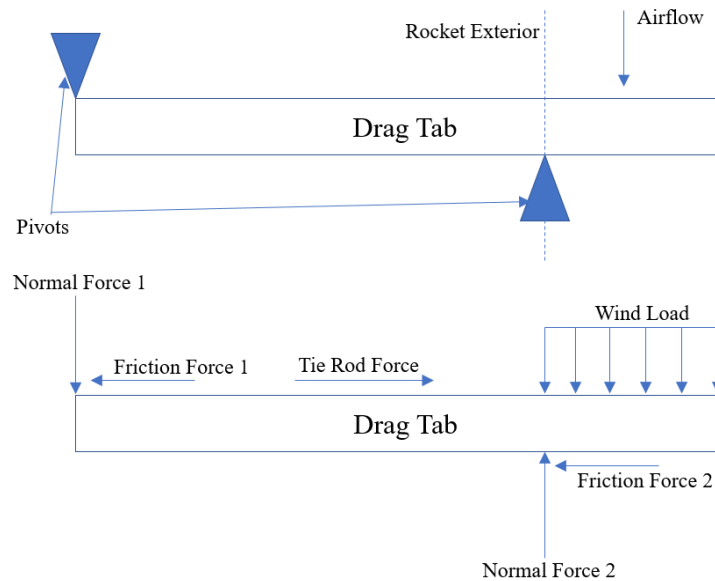 Rocket Exterior
Airflow
Drag Tab
Pivots
Normal Force 1
Wind Load
Friction Force 1
Tie Rod Force
Drag Tab
Friction Force 2
Normal Force 2